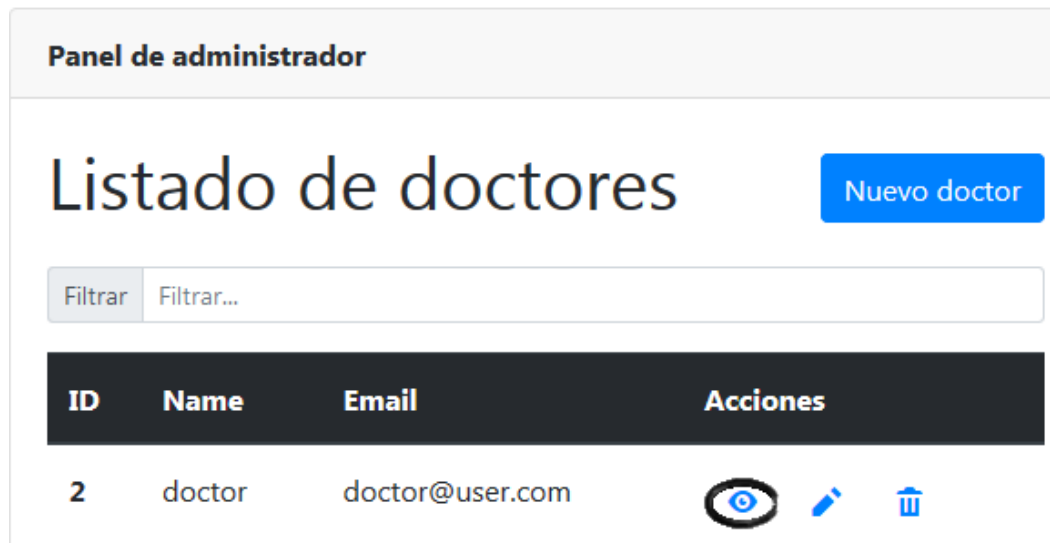 Panel de administrador
Listado de doctores
Nuevo doctor
Filtrar Filtrar...
ID Name Email Acciones
2 doctor doctor@user.com